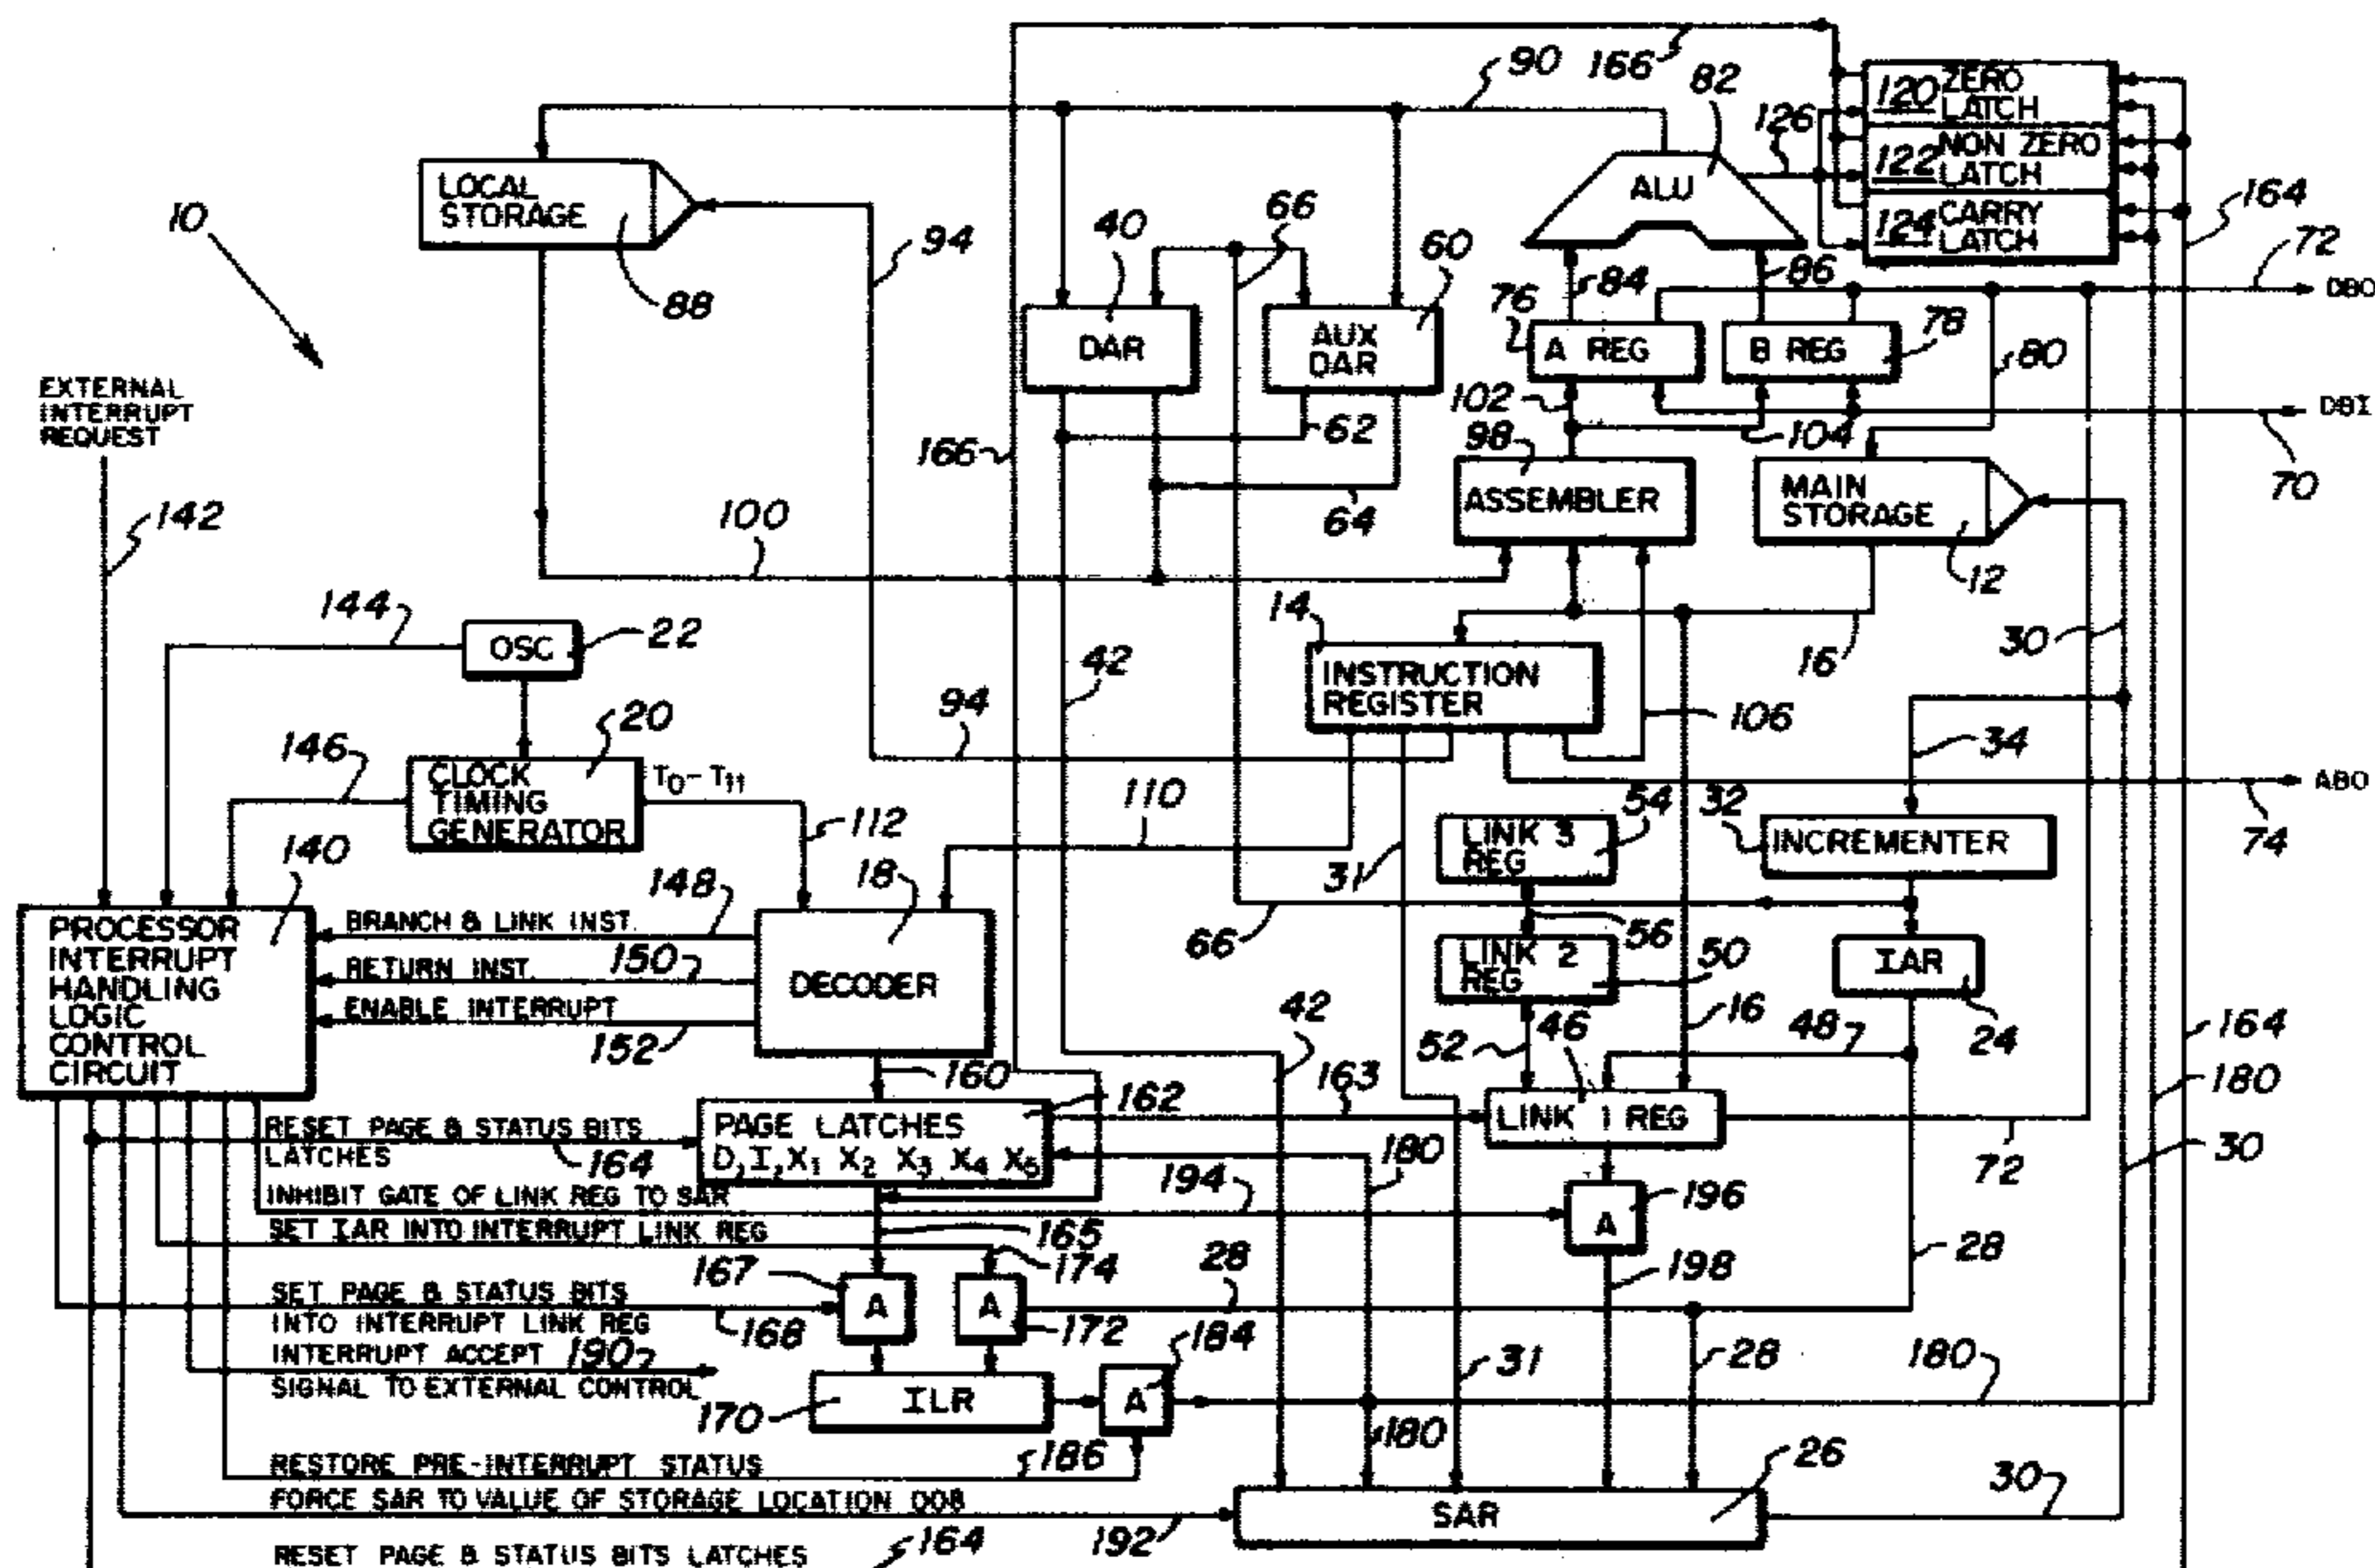 166
90
166
82
120 ZERO
LATCH
126
122 NON ZERO
LATCH
124 CARRY
LATCH
164
LOCAL
STORAGE
88
10
94
40
66
60
ALU
84
86
72
DBO
76
78
80
DAR
AUX
DAR
A REG
B REG
EXTERNAL
INTERRUPT
REQUEST
142
166
62
102
104
DBI
70
98
ASSEMBLER
MAIN
STORAGE
12
64
100
144
OSC
22
14
INSTRUCTION
REGISTER
16
30
42
94
106
34
146
20
CLOCK
TIMING
GENERATOR
T0-T11
112
110
ABO
74
54
LINK 3
REG
32
INCREMENTER
31
140
148
18
66
56
PROCESSOR
INTERRUPT
HANDLING
LOGIC
CONTROL
CIRCUIT
BRANCH & LINK INST.
RETURN INST.
150
ENABLE INTERRUPT
152
DECODER
LINK 2
REG
50
IAR
24
42
52
46
16
48
164
160
163
180
PAGE LATCHES
D,I,X1 X2 X3 X4 X5
162
LINK 1 REG
72
30
RESET PAGE & STATUS BITS
LATCHES
164
180
194
196
A
INHIBIT GATE OF LINK REG TO SAR
SET IAR INTO INTERRUPT LINK REG
165
174
28
198
28
167
A
A
172
SET PAGE & STATUS BITS
INTO INTERRUPT LINK REG
168
184
INTERRUPT ACCEPT 190
SIGNAL TO EXTERNAL CONTROL
170
ILR
A
31
28
180
180
RESTORE PRE-INTERRUPT STATUS
186
26
FORCE SAR TO VALUE OF STORAGE LOCATION 008
192
SAR
30
RESET PAGE & STATUS BITS LATCHES
164